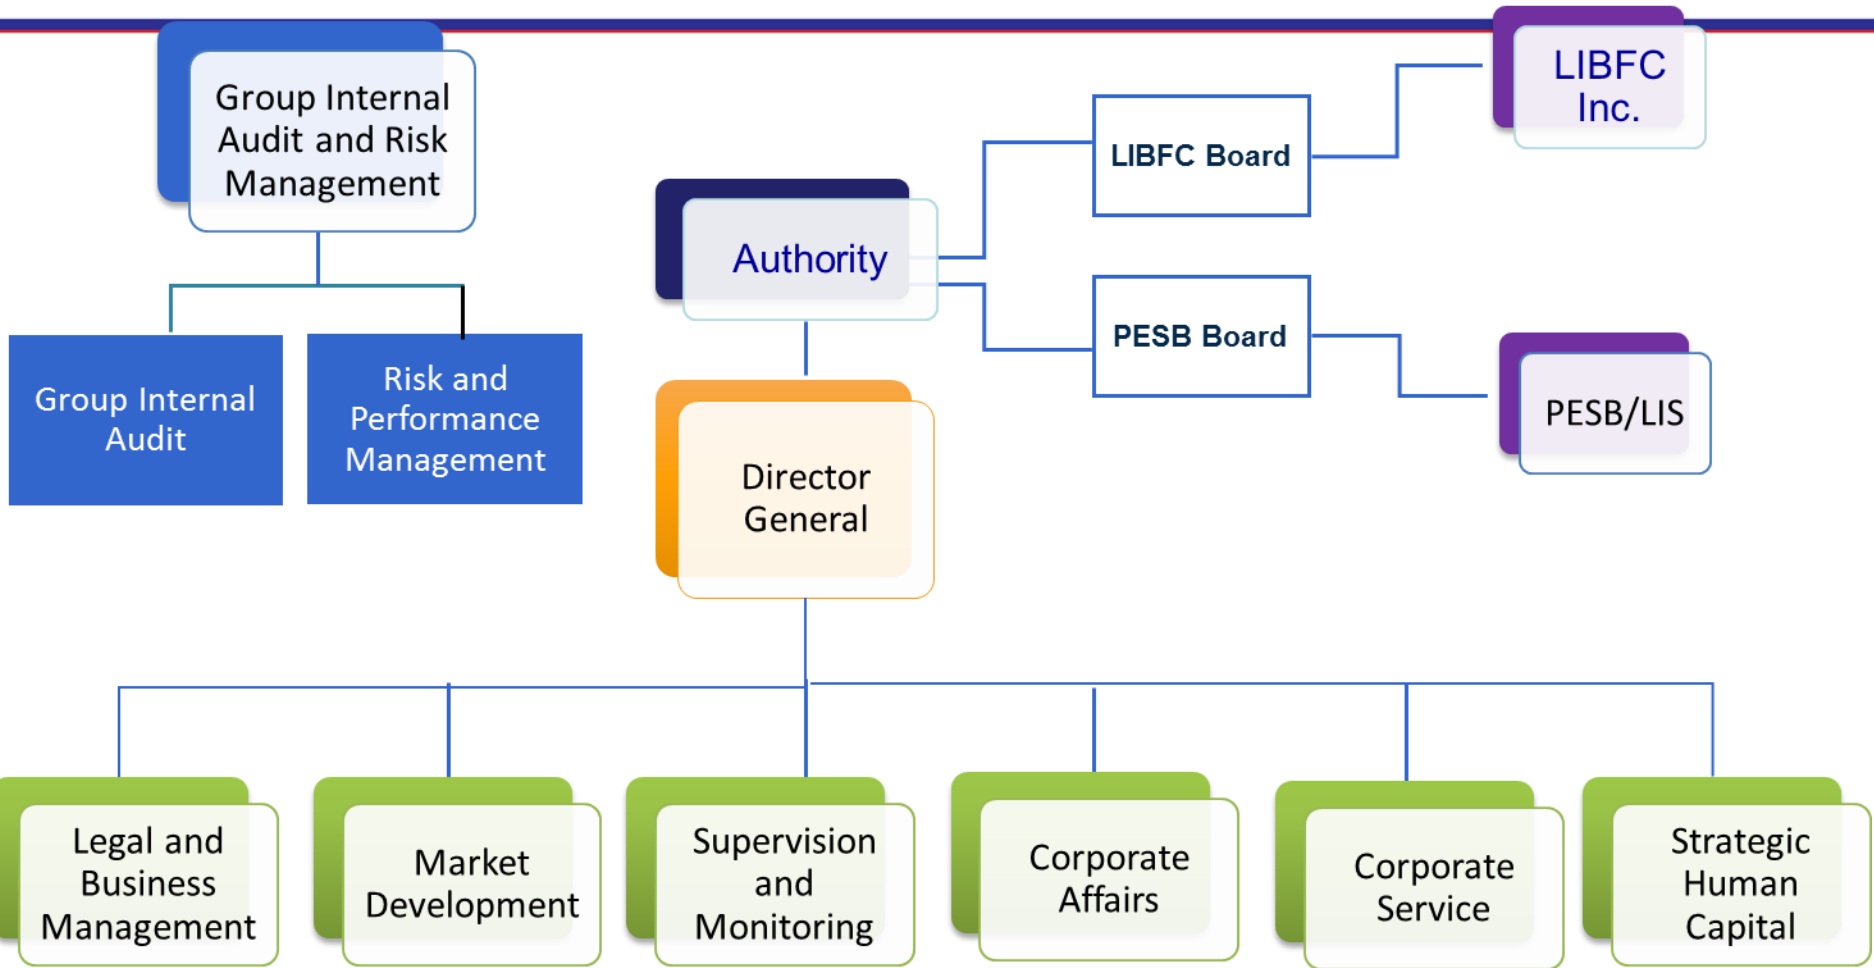 Group Internal
Audit and Risk
Management
LIBFC
Inc.
LIBFC Board
Authority
PESB Board
PESB/LIS
Group Internal
Audit
Risk and
Performance
Management
Director
General
Legal and
Business
Management
Market
Development
Supervision
and
Monitoring
Corporate
Affairs
Corporate
Service
Strategic
Human
Capital